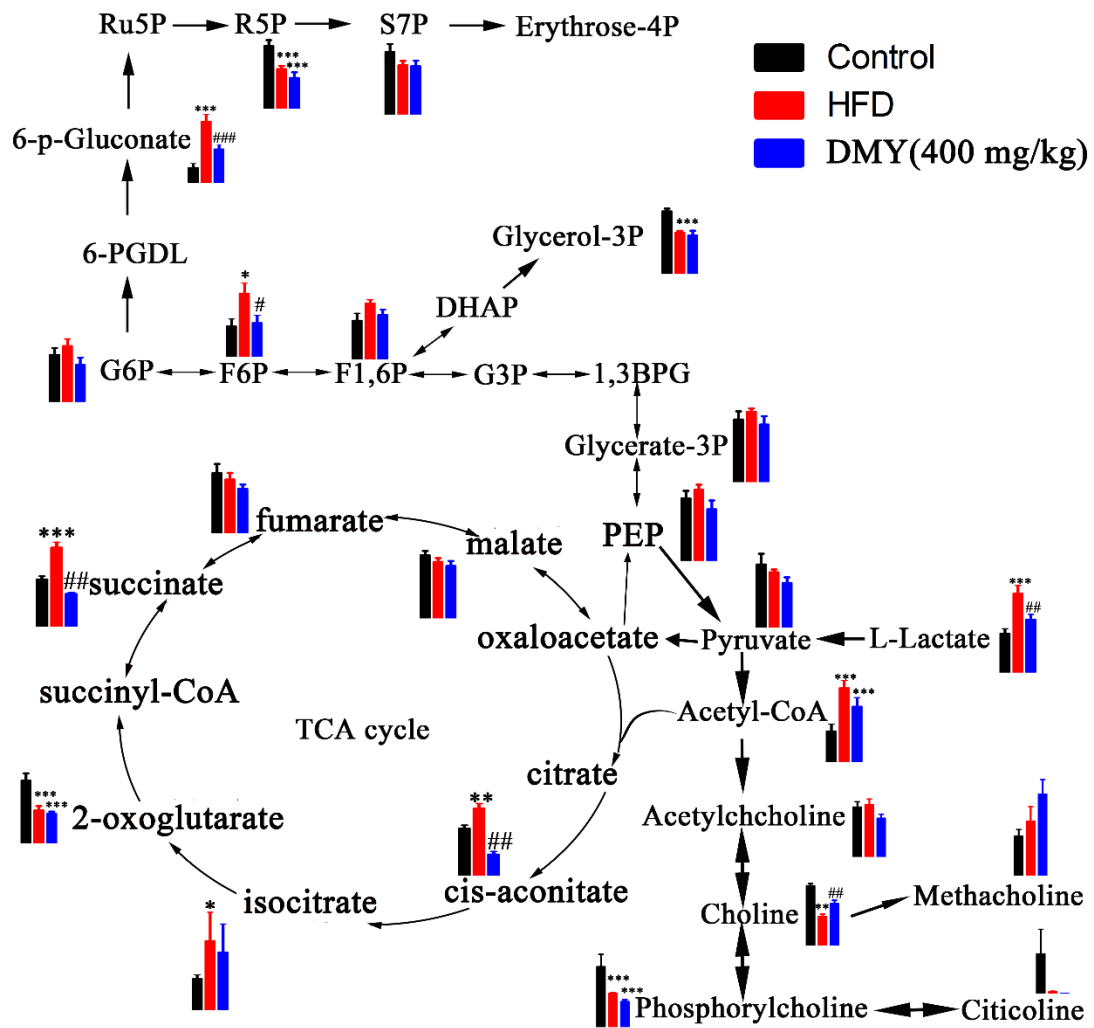 Ru5P R5P S7P Erythrose-4P
*** ***
Control
HFD
DMY(400 mg/kg)
6-p-Gluconate
*** ###
6-PGDL
Glycerol-3P
***
DHAP
* #
G6P F6P F1,6P G3P 1,3BPG
Glycerate-3P
fumarate
malate
PEP
*** ##
succinate
oxaloacetate Pyruvate L-Lactate
*** ##
succinyl-CoA
Acetyl-CoA
*** ***
TCA cycle
citrate
*** ***
2-oxoglutarate
** ##
Acetylchcholine
cis-aconitate
isocitrate
*
Choline
** ##
Methacholine
*** ***
Phosphorylcholine Citicoline